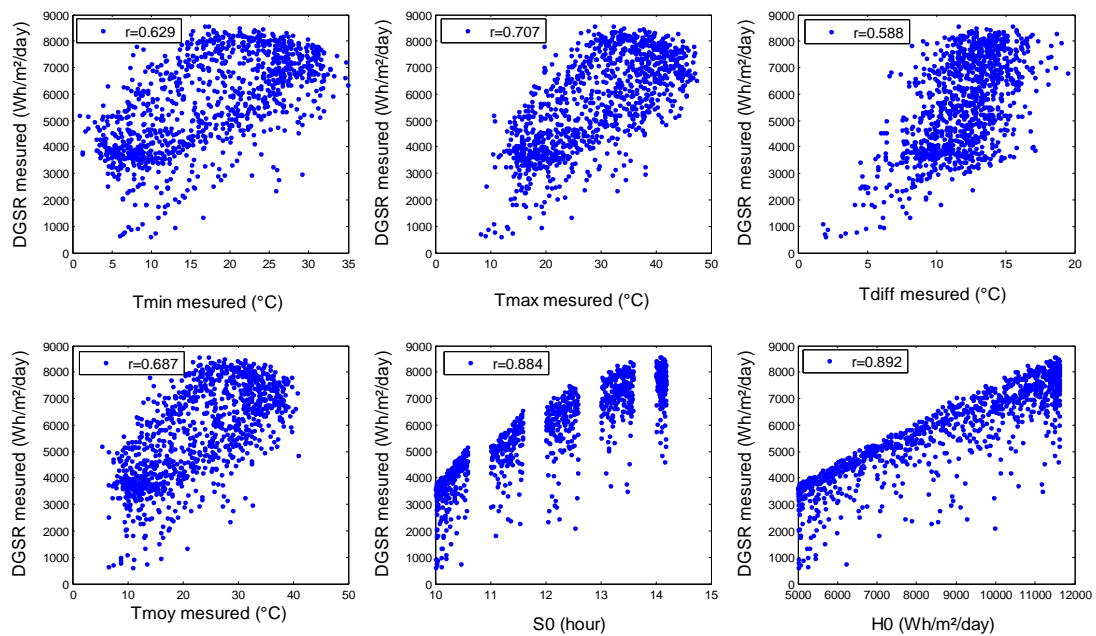 DGSR mesured (Wh/m²/day)
9000
8000
7000
6000
5000
4000
3000
2000
1000
0
r=0.629
0 5 10 15 20 25 30 35
Tmin mesured (°C)
DGSR mesured (Wh/m²/day)
9000
8000
7000
6000
5000
4000
3000
2000
1000
0
r=0.707
0 10 20 30 40 50
Tmax mesured (°C)
DGSR mesured (Wh/m²/day)
9000
8000
7000
6000
5000
4000
3000
2000
1000
0
r=0.588
0 5 10 15 20
Tdiff mesured (°C)
DGSR mesured (Wh/m²/day)
9000
8000
7000
6000
5000
4000
3000
2000
1000
0
r=0.687
0 10 20 30 40 50
Tmoy mesured (°C)
DGSR mesured (Wh/m²/day)
9000
8000
7000
6000
5000
4000
3000
2000
1000
0
r=0.884
10 11 12 13 14 15
S0 (hour)
DGSR mesured (Wh/m²/day)
9000
8000
7000
6000
5000
4000
3000
2000
1000
0
r=0.892
5000 6000 7000 8000 9000 10000 11000 12000
H0 (Wh/m²/day)